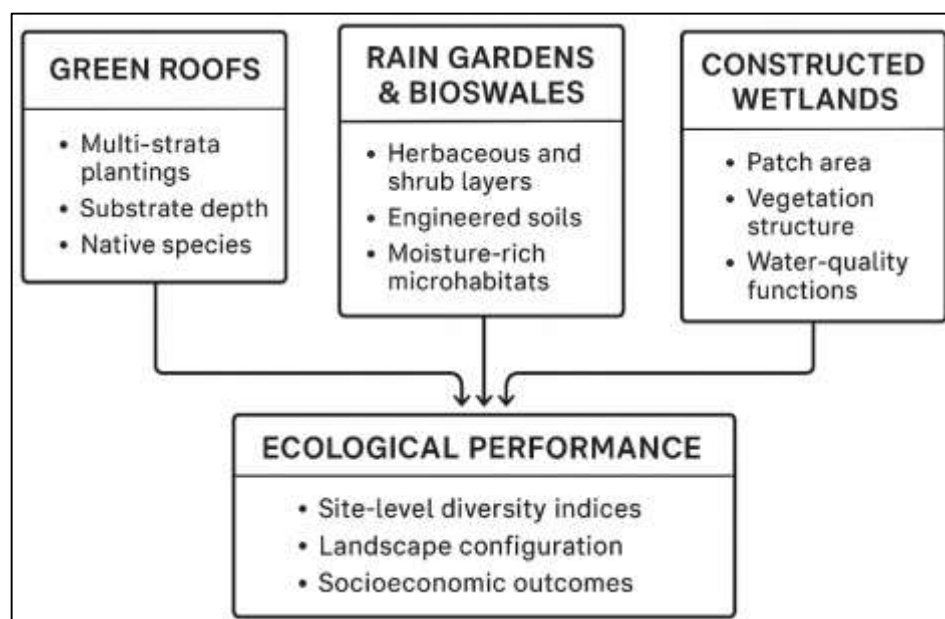 GREEN ROOFS
• Multi-strata
plantings
• Substrate depth
• Native species
RAIN GARDENS
& BIOSWALES
• Herbaceous and
shrub layers
• Engineered soils
• Moisture-rich
microhabitats
CONSTRUCTED
WETLANDS
• Patch area
• Vegetation
structure
• Water-quality
functions
ECOLOGICAL PERFORMANCE
• Site-level diversity indices
• Landscape configuration
• Socioeconomic outcomes